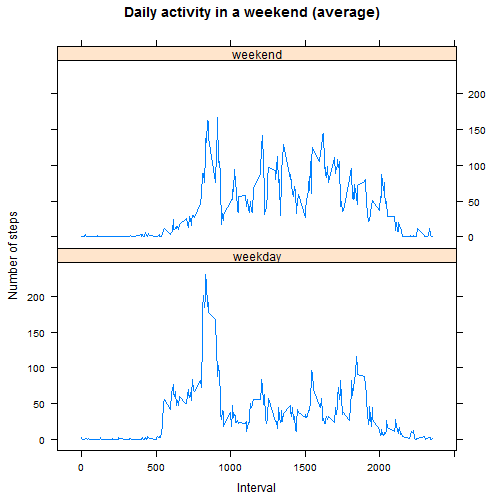 Daily activity in a weekend (average)
weekend
200
150
100
50
0
weekday
200
150
100
50
0
Number of steps
0 500 1000 1500 2000
Interval